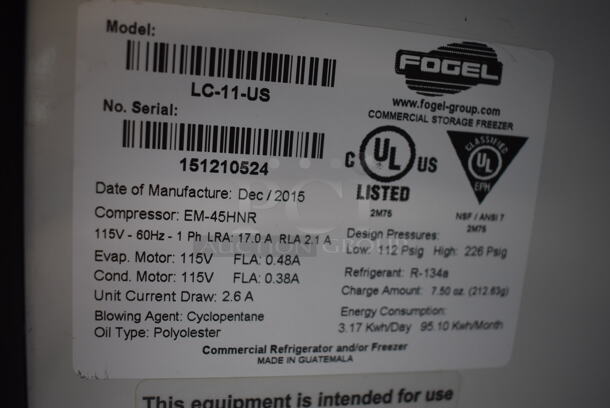 Model:
LC-11-US
No. Serial:
151210524
Date of Manufacture: Dec / 2015
Compressor: EM-45HNR
115V - 60Hz - 1 Ph LRA: 17.0 A RLA 2.1 A
Evap. Motor: 115V FLA: 0.48A
Cond. Motor: 115V FLA: 0.38A
Unit Current Draw: 2.6 A
Blowing Agent: Cyclopentane
Oil Type: Polyolester
FOGEL
www.fogel-group.com
COMMERCIAL STORAGE FREEZER
C UL US
LISTED
2M75
CLASSIFIED
UL
EPH
NSF / ANSI 7
2M75
Design Pressures:
Low: 112 Psig High: 226 Psig
Refrigerant: R-134a
Charge Amount: 7.50 oz. (212.63g)
Energy Consumption:
3.17 Kwh/Day 95.10 Kwh/Month
Commercial Refrigerator and/or Freezer
MADE IN GUATEMALA
This equipment is intended for use
PCI
AUCTION GROUP